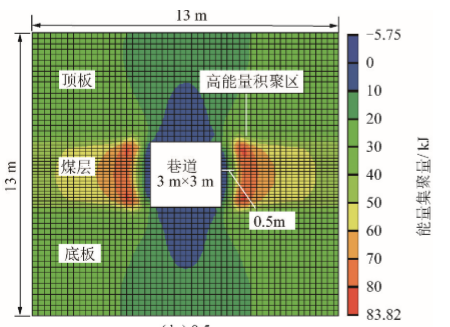 13 m
13 m
顶板
高能量积聚区
煤层
巷道
3 m×3 m
0.5m
底板
−5.75
0
10
20
30
40
50
60
70
80
83.82
能量集聚量/kJ